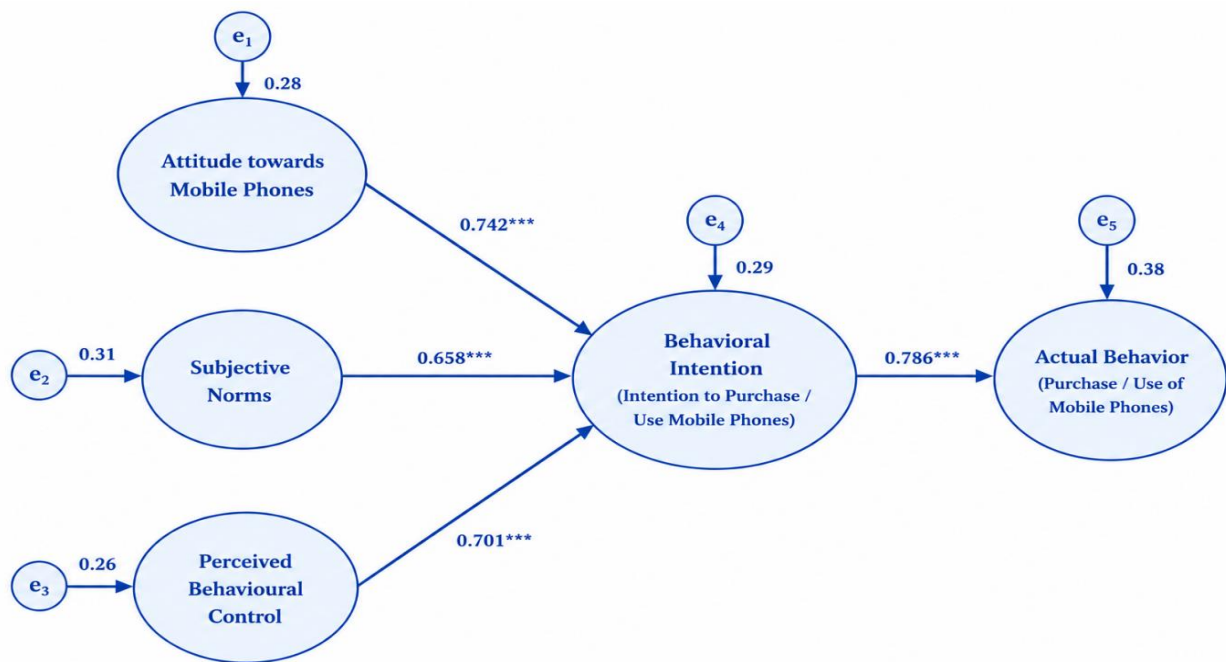 e₁
0.28
Attitude towards
Mobile Phones
0.742***
e₄
0.29
e₅
0.38
e₂
0.31
Subjective
Norms
0.658***
Behavioral
Intention
(Intention to Purchase /
Use Mobile Phones)
0.786***
Actual Behavior
(Purchase / Use of
Mobile Phones)
e₃
0.26
Perceived
Behavioural
Control
0.701***